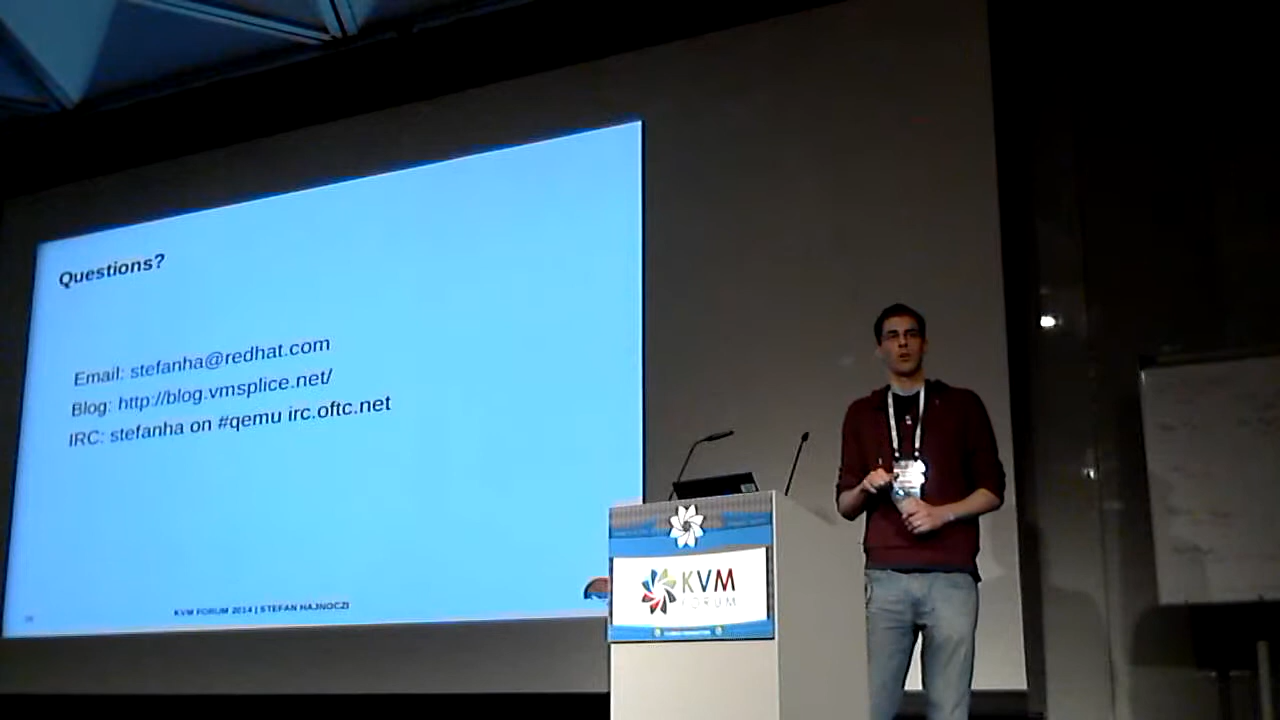 Questions?
Email: stefanha@redhat.com
Blog: http://blog.vmsplice.net/
IRC: stefanha on #qemu irc.oftc.net
KVM FORUM 2014 | STEFAN HAJNOCZI
KVM
FORUM